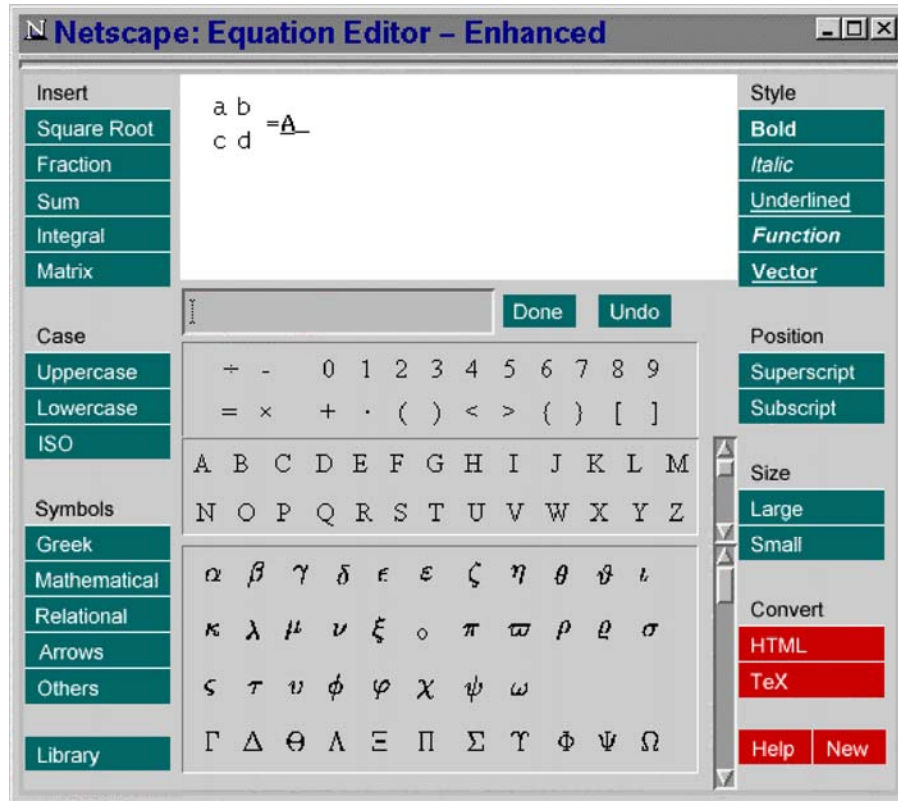 N Netscape: Equation Editor – Enhanced
Insert
Square Root
Fraction
Sum
Integral
Matrix
Case
Uppercase
Lowercase
ISO
Symbols
Greek
Mathematical
Relational
Arrows
Others
Library
a b
c d
=A_
Done Undo
÷ - 0 1 2 3 4 5 6 7 8 9
= × + · ( ) < > { } [ ]
A B C D E F G H I J K L M
N O P Q R S T U V W X Y Z
α β γ δ ϵ ε ζ η θ ϑ ι
κ λ μ ν ξ ο π ϖ ρ ϱ σ
ς τ υ ϕ φ χ ψ ω
Γ Δ Θ Λ Ξ Π Σ ϒ Φ Ψ Ω
Style
Bold
Italic
Underlined
Function
Vector
Position
Superscript
Subscript
Size
Large
Small
Convert
HTML
TeX
Help New